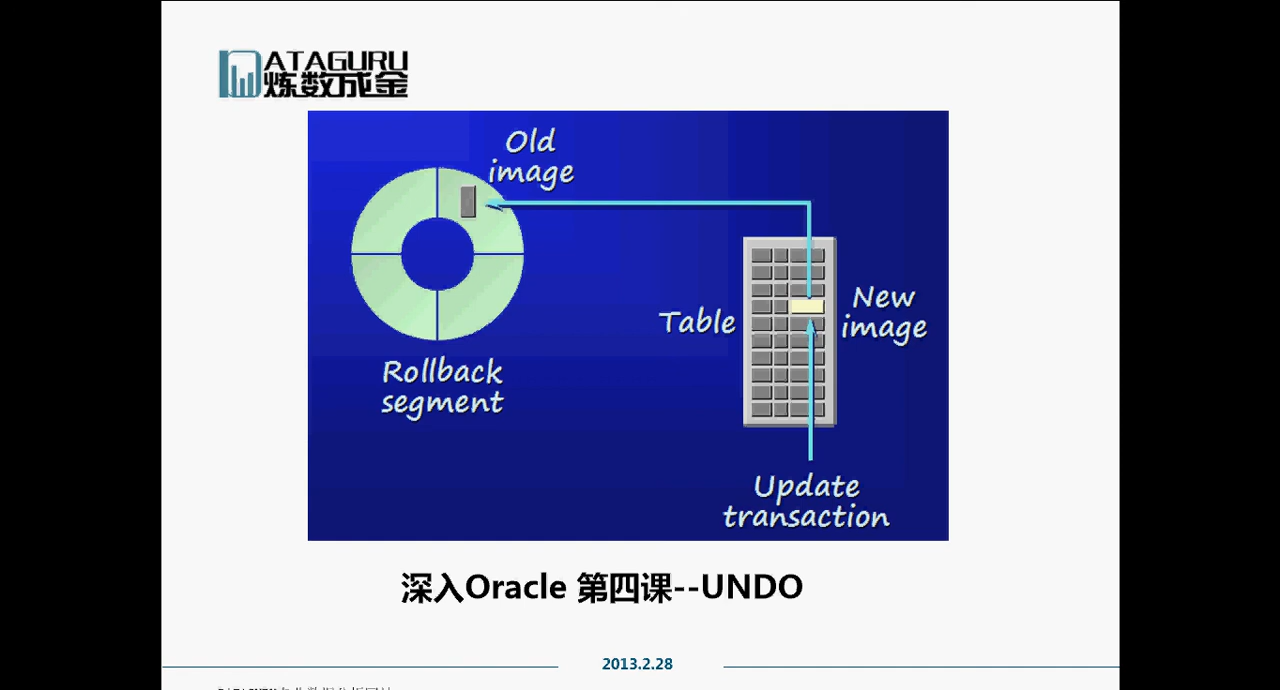 DATAGURU
炼数成金
Old
image
Table
New
image
Rollback
segment
Update
transaction
深入Oracle 第四课--UNDO
2013.2.28